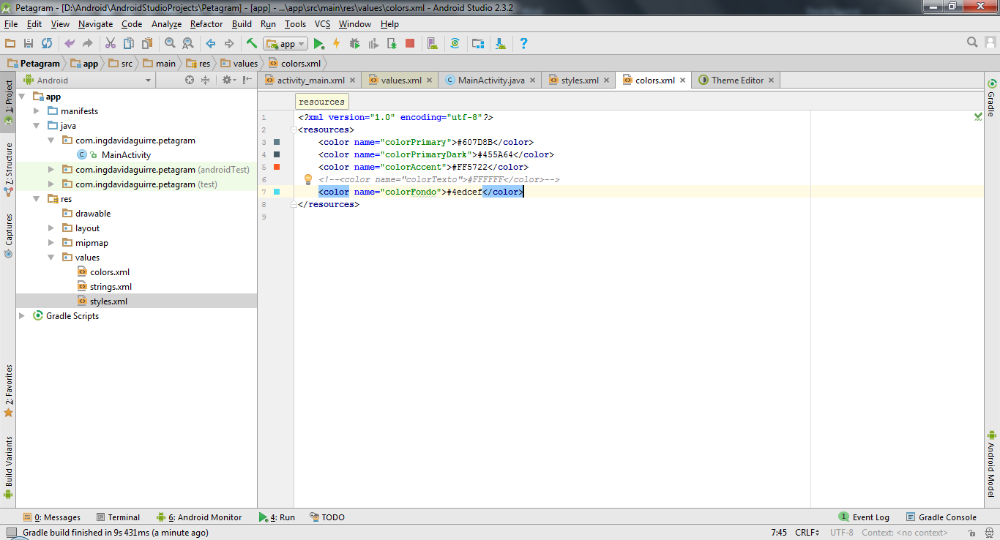 Petagram - [D:\Android\AndroidStudioProjects\Petagram] - [app] - ...\app\src\main\res\values\colors.xml - Android Studio 2.3.2
File Edit View Navigate Code Analyze Refactor Build Run Tools VCS Window Help
app
Petagram app src main res values colors.xml
Android
activity_main.xml values.xml MainActivity.java styles.xml colors.xml Theme Editor
1: Project
7: Structure
Captures
2: Favorites
Build Variants
app
manifests
java
com.ingdavidaguirre.petagram
MainActivity
com.ingdavidaguirre.petagram (androidTest)
com.ingdavidaguirre.petagram (test)
res
drawable
layout
mipmap
values
colors.xml
strings.xml
styles.xml
Gradle Scripts
resources
1 <?xml version="1.0" encoding="utf-8"?>
2 <resources>
3 <color name="colorPrimary">#607D8B</color>
4 <color name="colorPrimaryDark">#455A64</color>
5 <color name="colorAccent">#FF5722</color>
6 <!--<color name="colorTexto">#FFFFFF</color>-->
7 <color name="colorFondo">#4edcef</color>
8 </resources>
9
Gradle
Android Model
0: Messages Terminal 6: Android Monitor 4: Run TODO 1 Event Log Gradle Console
Gradle build finished in 9s 431ms (a minute ago) 7:45 CRLF UTF-8 Context: <no context>